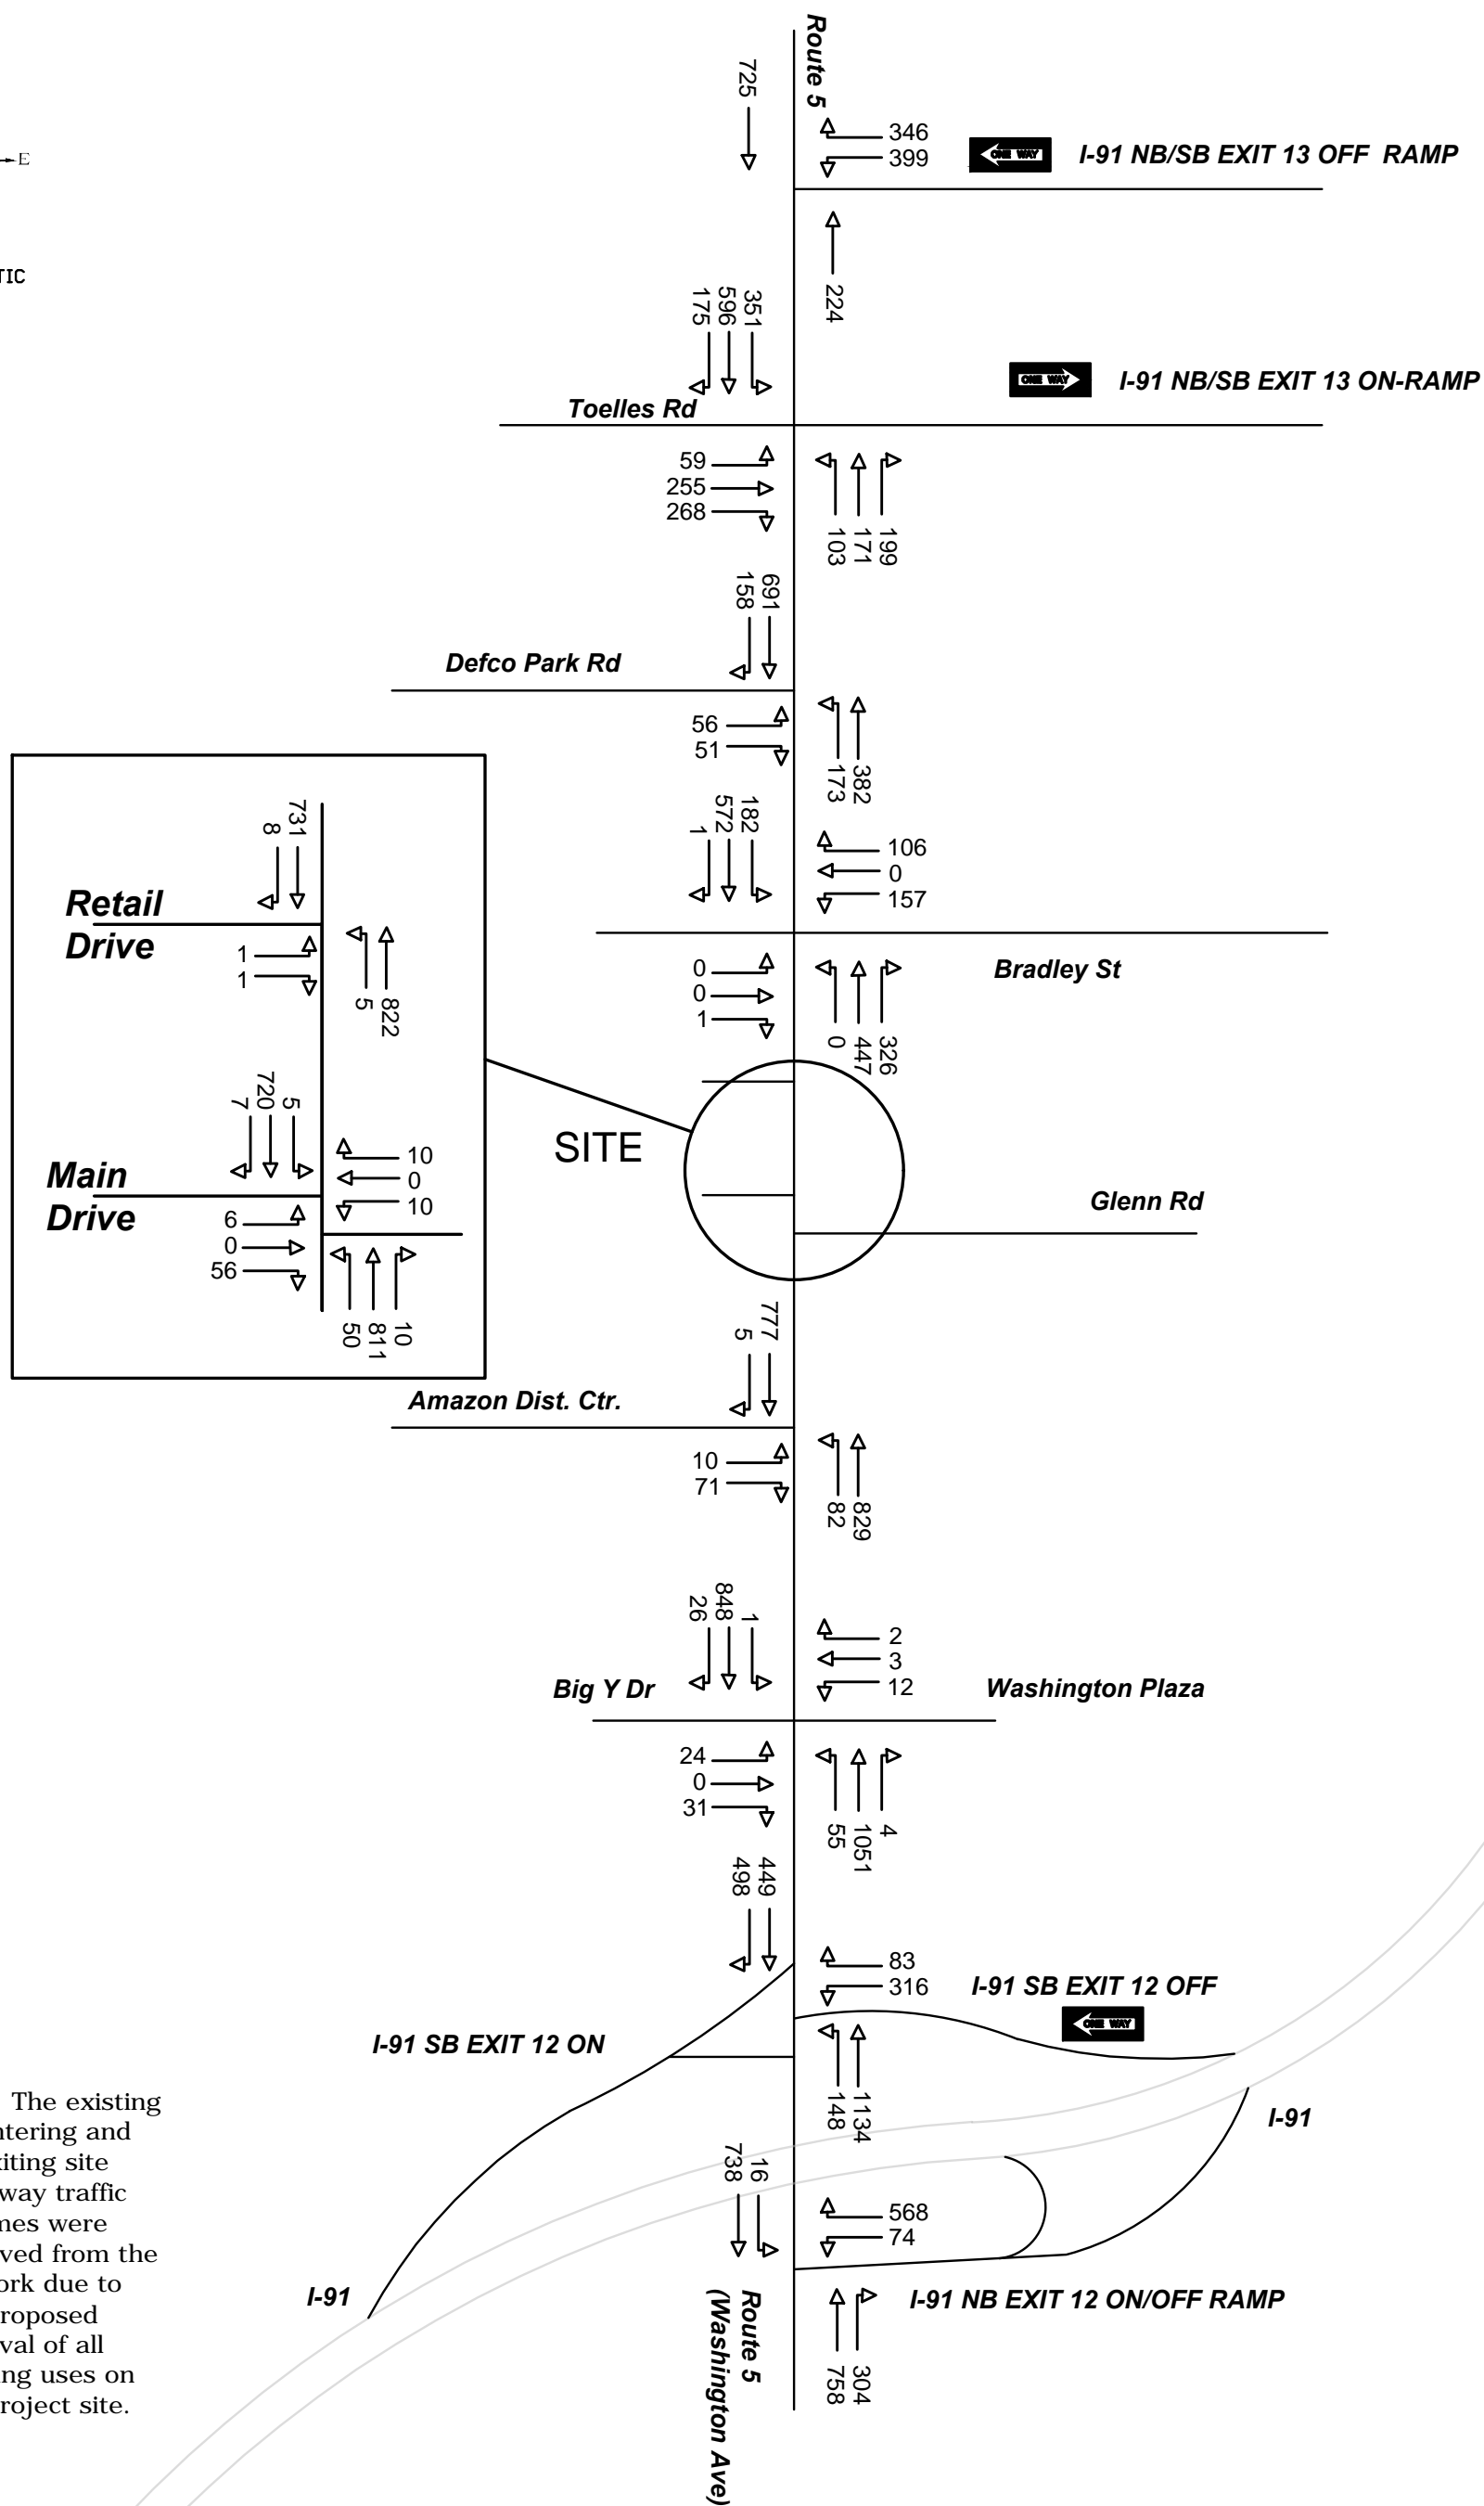 Route 5
725
346
399
ONE WAY
I-91 NB/SB EXIT 13 OFF RAMP
E
TIC
224
351
596
175
ONE WAY
I-91 NB/SB EXIT 13 ON-RAMP
Toelles Rd
59
255
268
103
171
199
691
158
Defco Park Rd
56
51
173
382
182
572
1
106
0
157
Bradley St
0
0
1
0
447
326
731
8
Retail
Drive
1
1
5
822
5
720
7
10
0
10
Main
Drive
6
0
56
50
811
10
SITE
Glenn Rd
777
5
Amazon Dist. Ctr.
10
71
82
829
1
848
26
2
3
12
Big Y Dr
Washington Plaza
24
0
31
55
1051
4
449
498
83
316
I-91 SB EXIT 12 OFF
ONE WAY
I-91 SB EXIT 12 ON
148
1134
I-91
16
738
568
74
I-91 NB EXIT 12 ON/OFF RAMP
I-91
Route 5
(Washington Ave)
758
304
The existing
ntering and
iting site
way traffic
mes were
ved from the
ork due to
roposed
val of all
ng uses on
roject site.